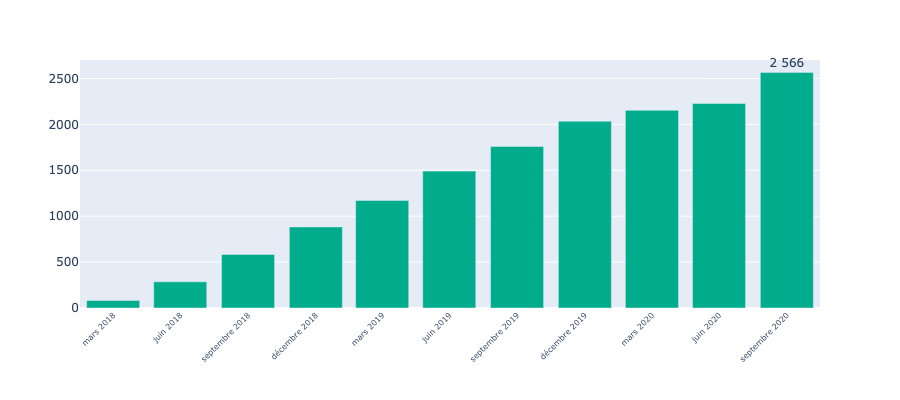 2 566
2500
2000
1500
1000
500
0
mars 2018
juin 2018
septembre 2018
décembre 2018
mars 2019
juin 2019
septembre 2019
décembre 2019
mars 2020
juin 2020
septembre 2020